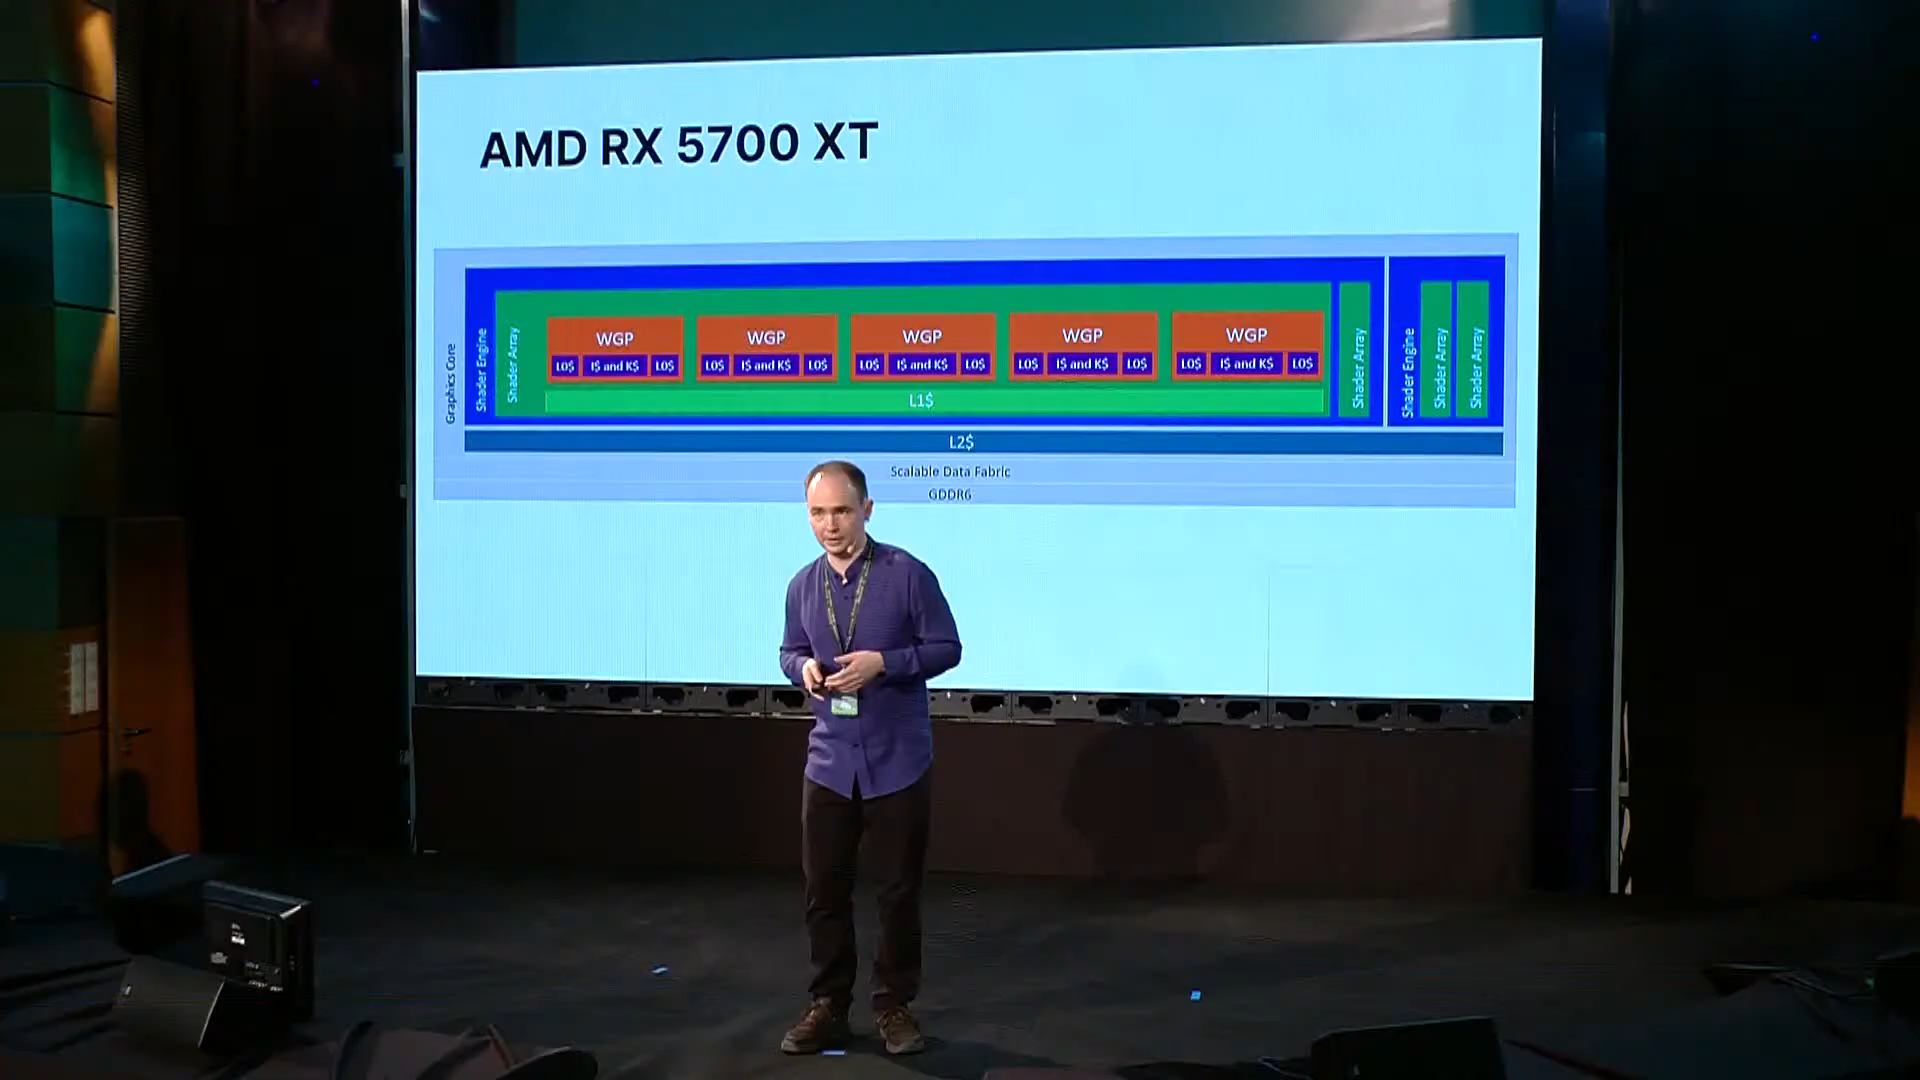 AMD RX 5700 XT
Graphics Core
Shader Engine
Shader Array
WGP
L0$ I$ and K$ L0$
WGP
L0$ I$ and K$ L0$
WGP
L0$ I$ and K$ L0$
WGP
L0$ I$ and K$ L0$
WGP
L0$ I$ and K$ L0$
L1$
Shader Array
Shader Engine
Shader Array
Shader Array
L2$
Scalable Data Fabric
GDDR6